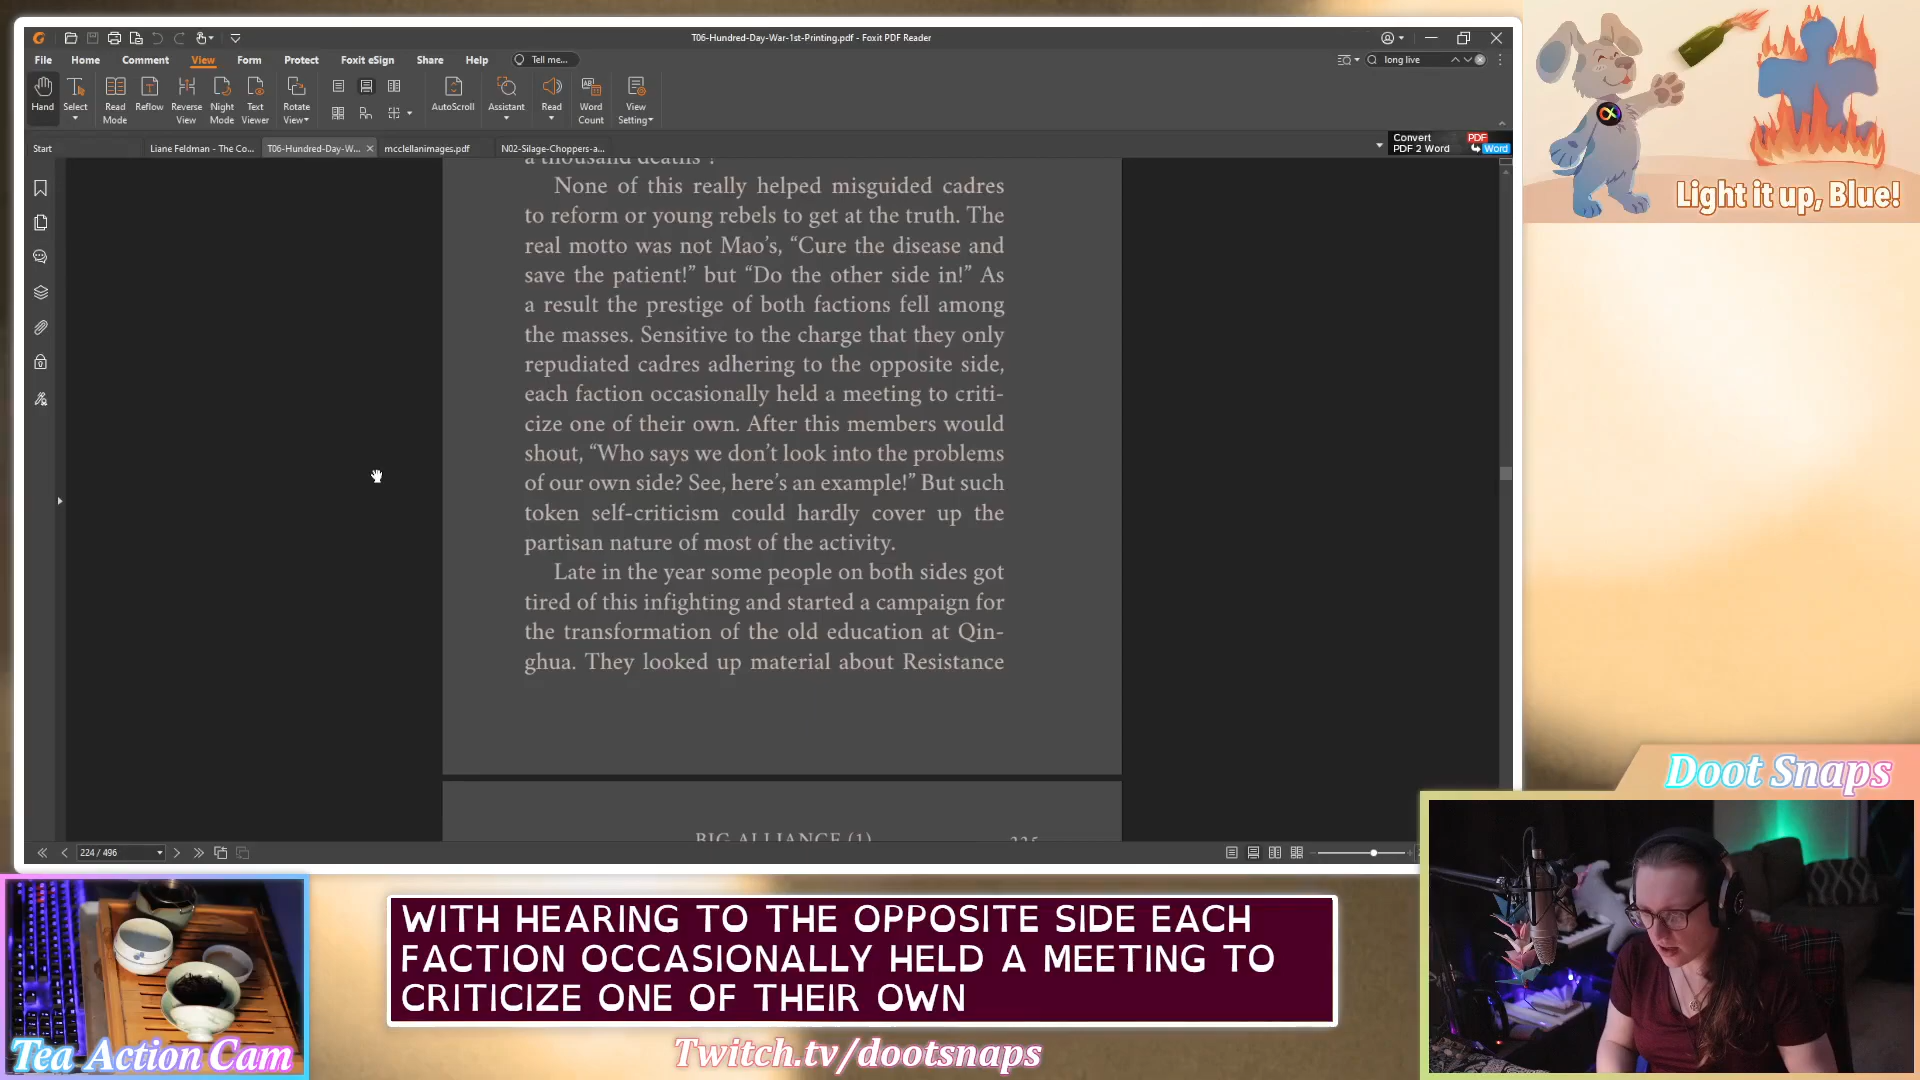 T06-Hundred-Day-War-1st-Printing.pdf - Foxit PDF Reader
File Home Comment View Form Protect Foxit eSign Share Help Tell me... long live
Hand Select Read Mode Reflow Reverse View Night Mode Text Viewer Rotate View AutoScroll Assistant Read Word Count View Setting
Start Liane Feldman - The Co... T06-Hundred-Day-W... mcclellanimages.pdf N02-Silage-Choppers-a...
Convert PDF 2 Word PDF Word
a thousand deaths".
None of this really helped misguided cadres
to reform or young rebels to get at the truth. The
real motto was not Mao's, “Cure the disease and
save the patient!” but “Do the other side in!” As
a result the prestige of both factions fell among
the masses. Sensitive to the charge that they only
repudiated cadres adhering to the opposite side,
each faction occasionally held a meeting to criti-
cize one of their own. After this members would
shout, “Who says we don’t look into the problems
of our own side? See, here’s an example!” But such
token self-criticism could hardly cover up the
partisan nature of most of the activity.
Late in the year some people on both sides got
tired of this infighting and started a campaign for
the transformation of the old education at Qin-
ghua. They looked up material about Resistance
BIG ALLIANCE (1) 225
224 / 496
Light it up, Blue!
Doot Snaps
Tea Action Cam
WITH HEARING TO THE OPPOSITE SIDE EACH
FACTION OCCASIONALLY HELD A MEETING TO
CRITICIZE ONE OF THEIR OWN
Twitch.tv/dootsnaps